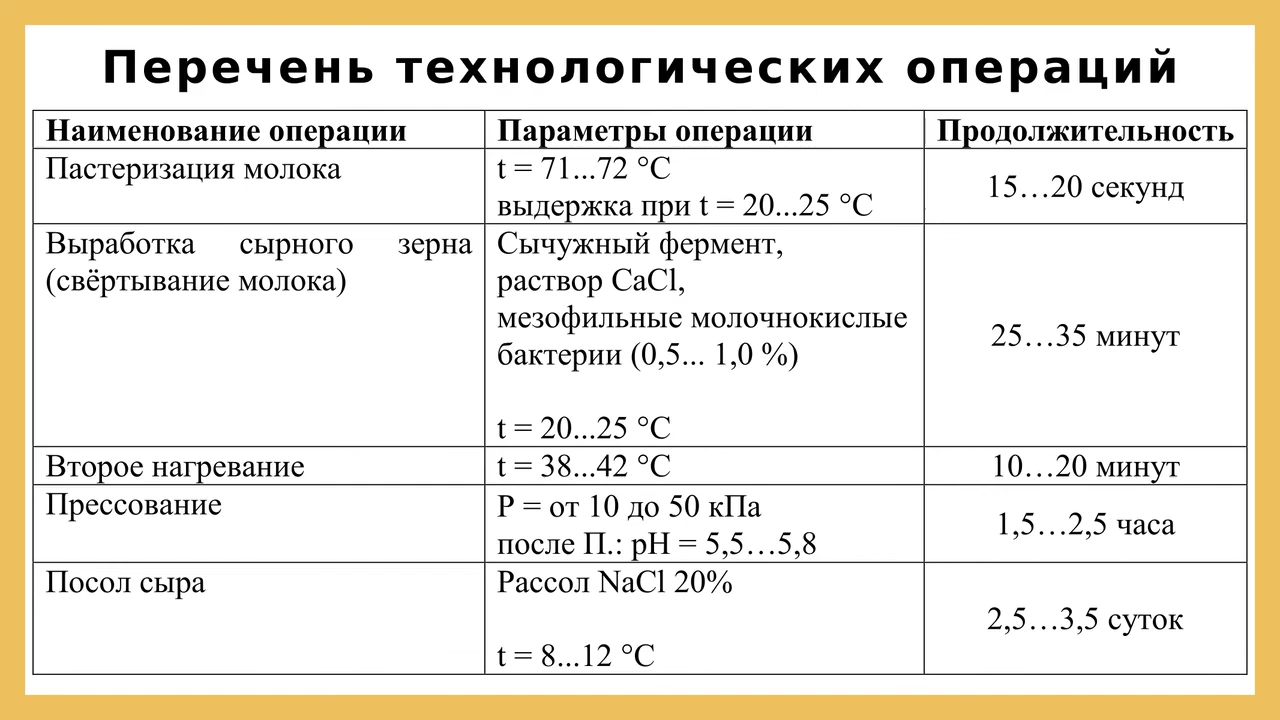 Перечень технологических операций
Наименование операции
Параметры операции
Продолжительность
Пастеризация молока
t = 71...72 °C
выдержка при t = 20...25 °C
15…20 секунд
Выработка сырного зерна
(свёртывание молока)
Сычужный фермент,
раствор CaCl,
мезофильные молочнокислые
бактерии (0,5... 1,0 %)
t = 20...25 °C
25…35 минут
Второе нагревание
t = 38...42 °C
10…20 минут
Прессование
P = от 10 до 50 кПа
после П.: pH = 5,5…5,8
1,5…2,5 часа
Посол сыра
Рассол NaCl 20%
t = 8...12 °C
2,5…3,5 суток